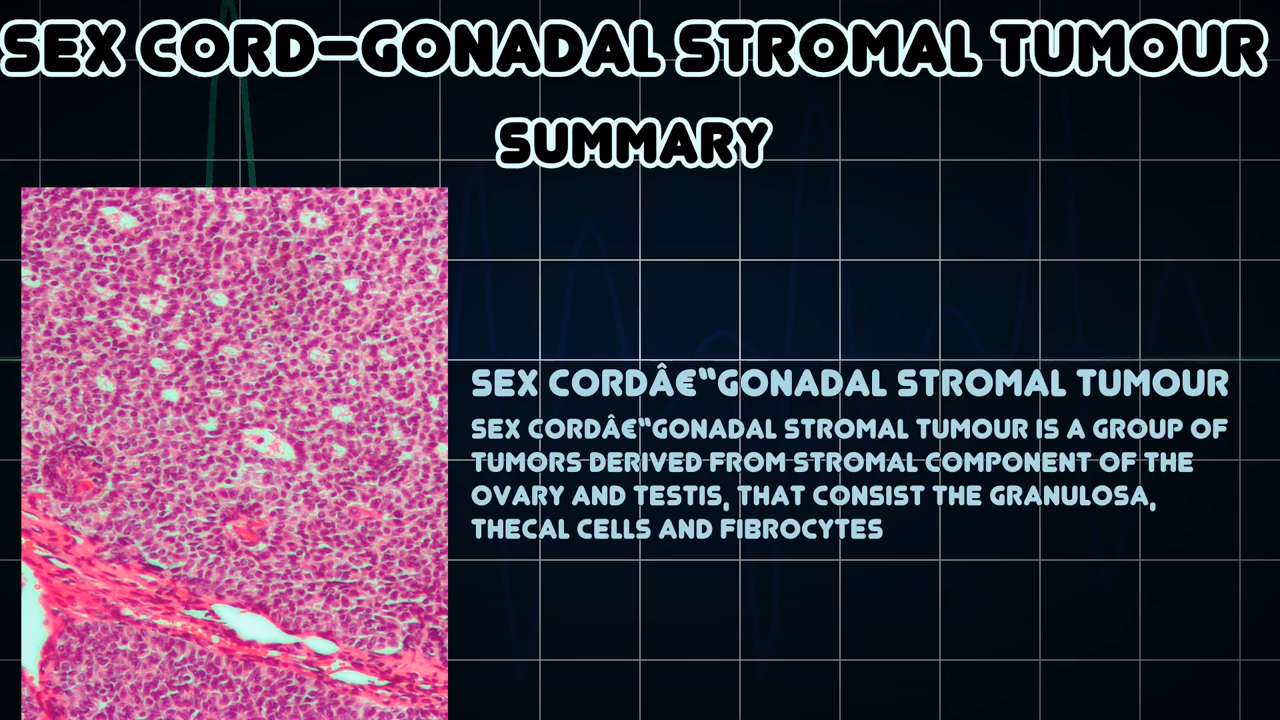 SEX CORD–GONADAL STROMAL TUMOUR
SUMMARY
SEX CORDÂ€“GONADAL STROMAL TUMOUR
SEX CORDÂ€“GONADAL STROMAL TUMOUR IS A GROUP OF
TUMORS DERIVED FROM STROMAL COMPONENT OF THE
OVARY AND TESTIS, THAT CONSIST THE GRANULOSA,
THECAL CELLS AND FIBROCYTES